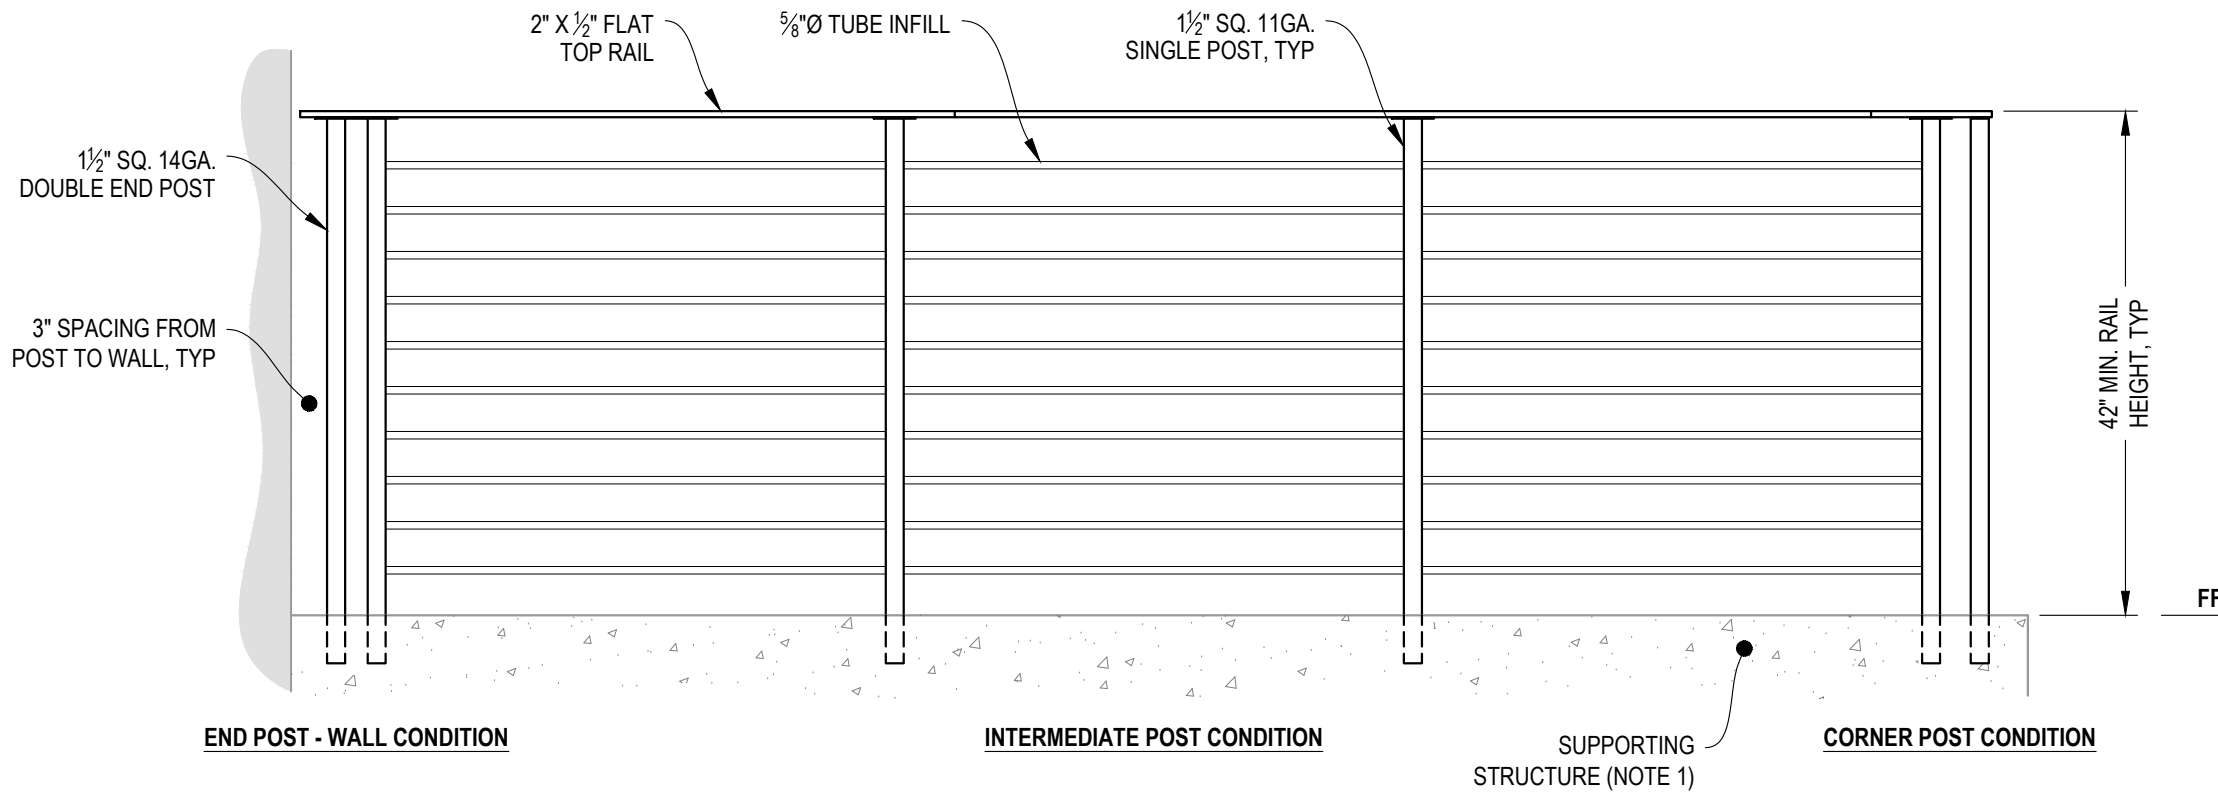 2" X ½" FLAT
TOP RAIL
⅝"Ø TUBE INFILL
1½" SQ. 11GA.
SINGLE POST, TYP
1½" SQ. 14GA.
DOUBLE END POST
3" SPACING FROM
POST TO WALL, TYP
42" MIN. RAIL
HEIGHT, TYP
END POST - WALL CONDITION
INTERMEDIATE POST CONDITION
SUPPORTING
STRUCTURE (NOTE 1)
CORNER POST CONDITION